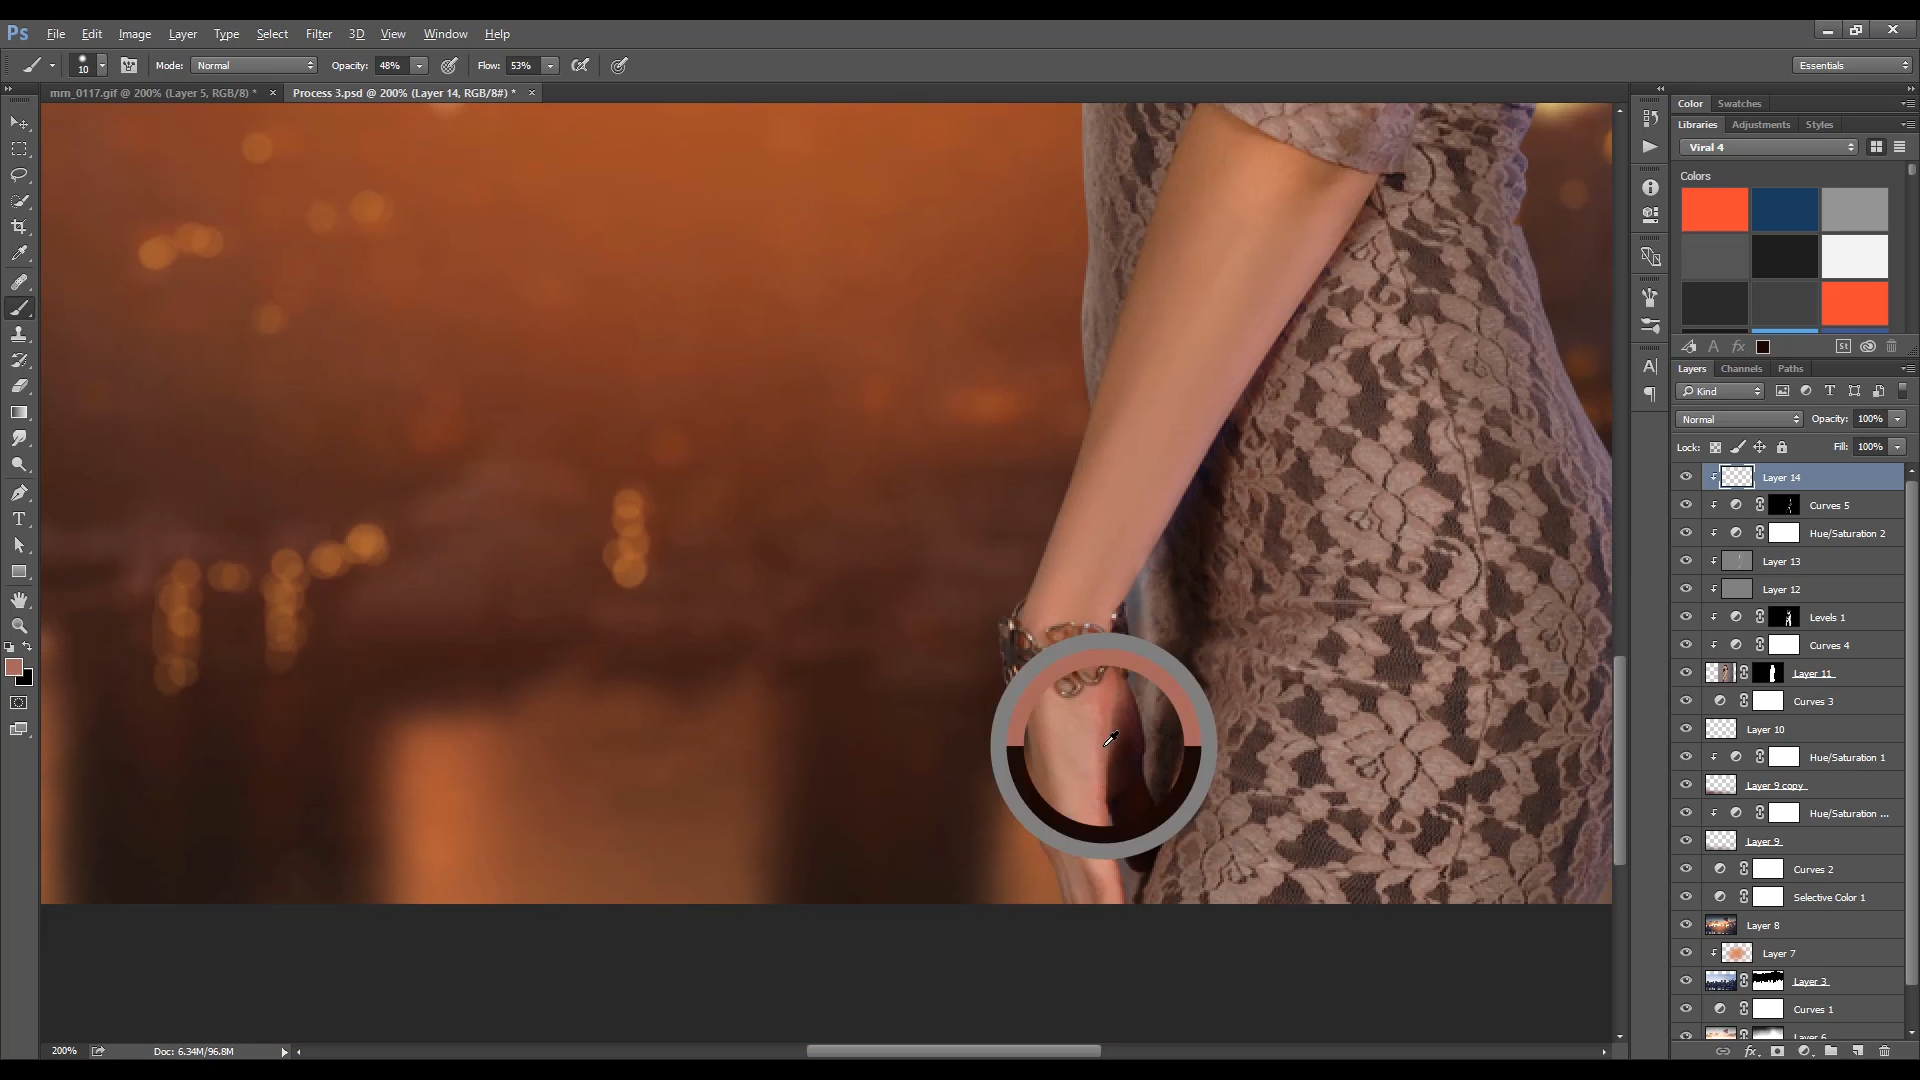 Ps File Edit Image Layer Type Select Filter 3D View Window Help
10 Mode: Normal Opacity: 48% Flow: 53% Essentials
mm_0117.gif @ 200% (Layer 5, RGB/8) * × Process 3.psd @ 200% (Layer 14, RGB/8#) * ×
Color Swatches
Libraries Adjustments Styles
Viral 4
Colors
A fx St
Layers Channels Paths
Kind
Normal Opacity: 100%
Lock: Fill: 100%
Layer 14
Curves 5
Hue/Saturation 2
Layer 13
Layer 12
Levels 1
Curves 4
Layer 11
Curves 3
Layer 10
Hue/Saturation 1
Layer 9 copy
Hue/Saturation ...
Layer 9
Curves 2
Selective Color 1
Layer 8
Layer 7
Layer 3
Curves 1
Layer 6
200% Doc: 6.34M/96.8M